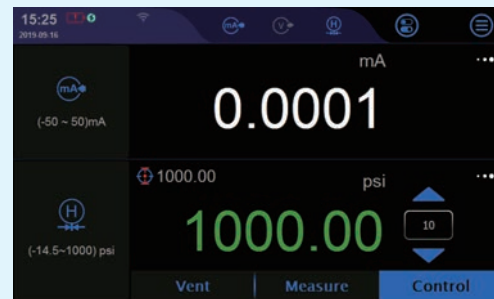 15:25
2019.09.16
mA V H
mA
mA
0.0001
(-50 ~ 50)mA
1000.00
psi
H
1000.00
10
(-14.5~1000) psi
Vent Measure Control